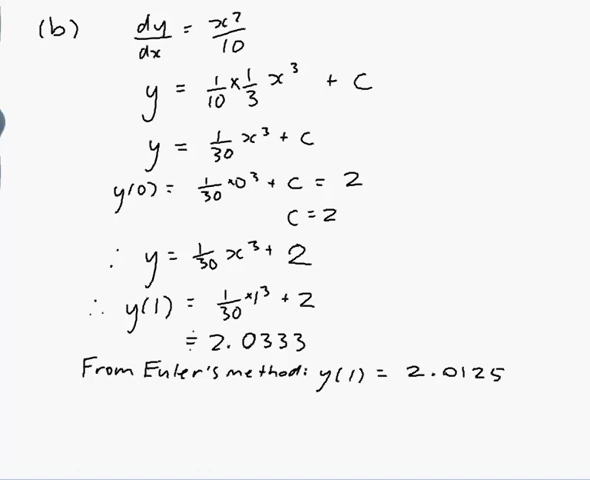 (b) dy/dx = x²/10
y = 1/10 × 1/3 x³ + C
y = 1/30 x³ + C
y(0) = 1/30 × 0³ + C = 2
C = 2
∴ y = 1/30 x³ + 2
∴ y(1) = 1/30 × 1³ + 2
≑ 2.0333
From Euler's method: y(1) = 2.0125